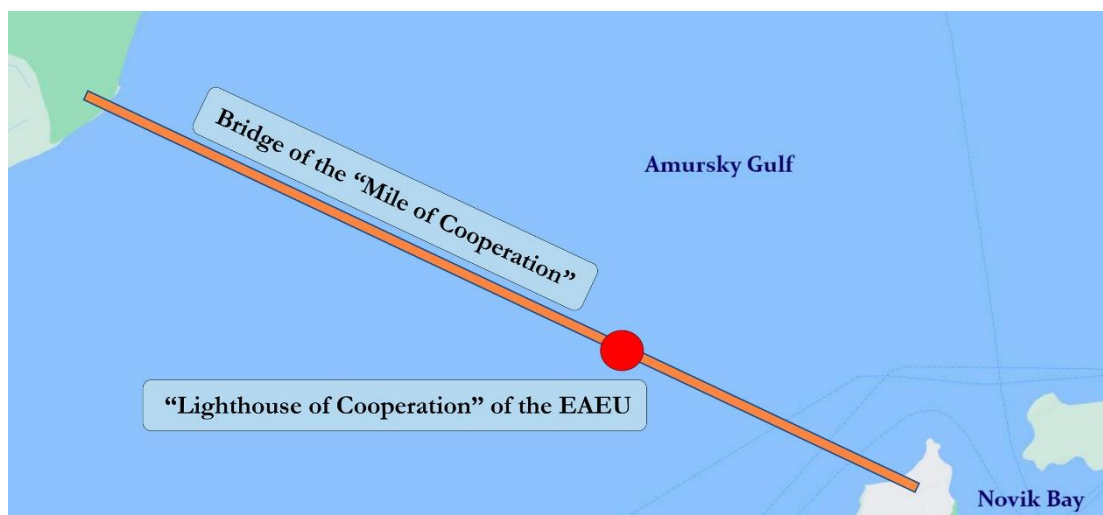 Bridge of the “Mile of Cooperation”
Amursky Gulf
“Lighthouse of Cooperation” of the EAEU
Novik Bay